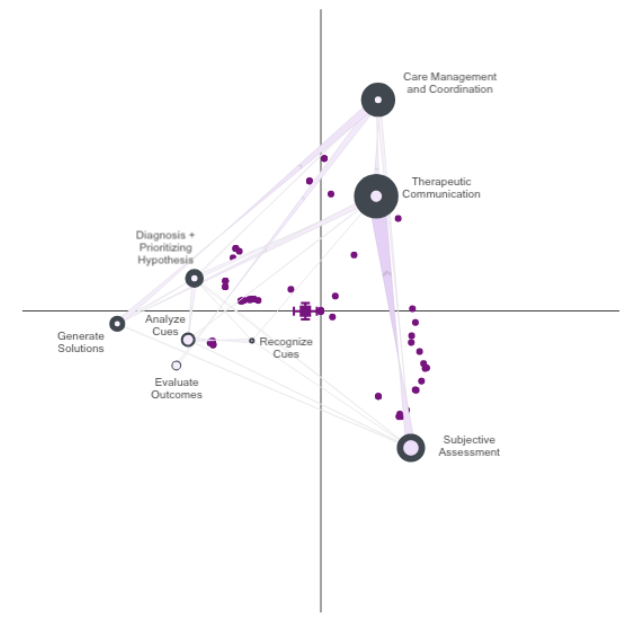 Care Management
and Coordination
Therapeutic
Communication
Diagnosis +
Prioritizing
Hypothesis
Generate
Solutions
Analyze
Cues
Recognize
Cues
Evaluate
Outcomes
Subjective
Assessment